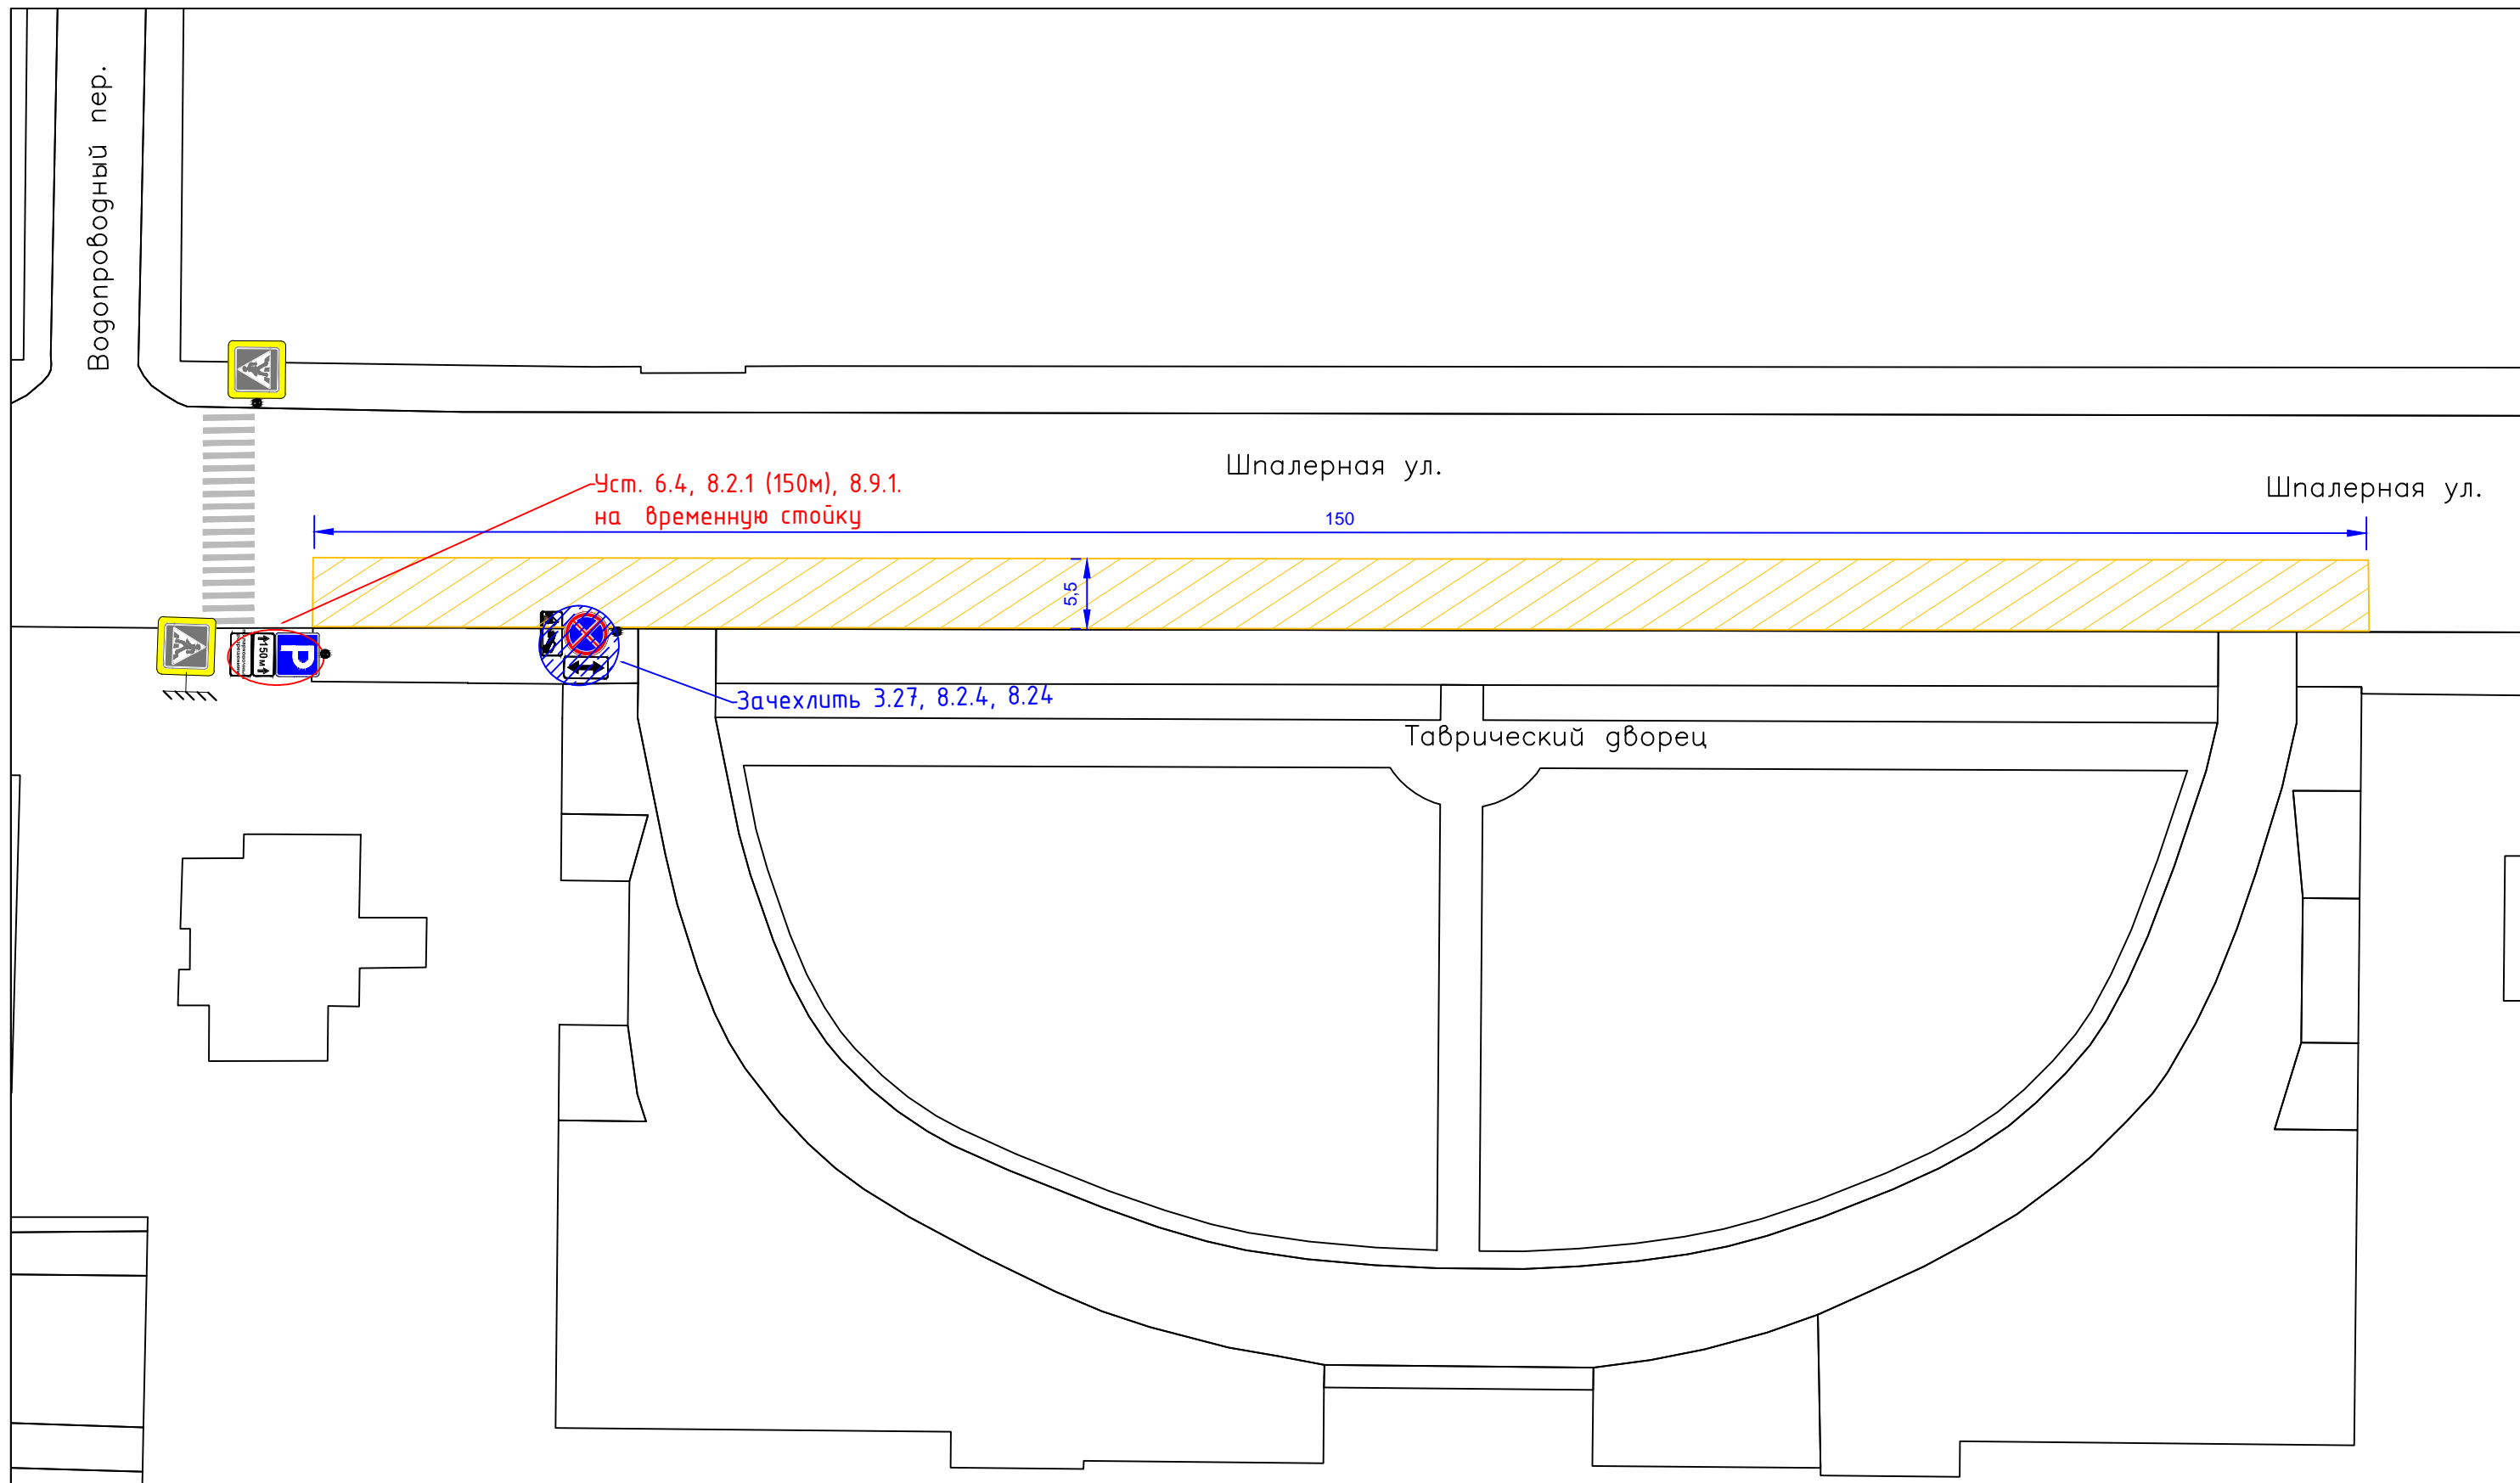 Водопроводный пер.
Шпалерная ул.
Шпалерная ул.
Уст. 6.4, 8.2.1 (150м), 8.9.1.
на временную стойку
150
5,5
P
150м
Зачехлить 3.27, 8.2.4, 8.24
Таврический дворец